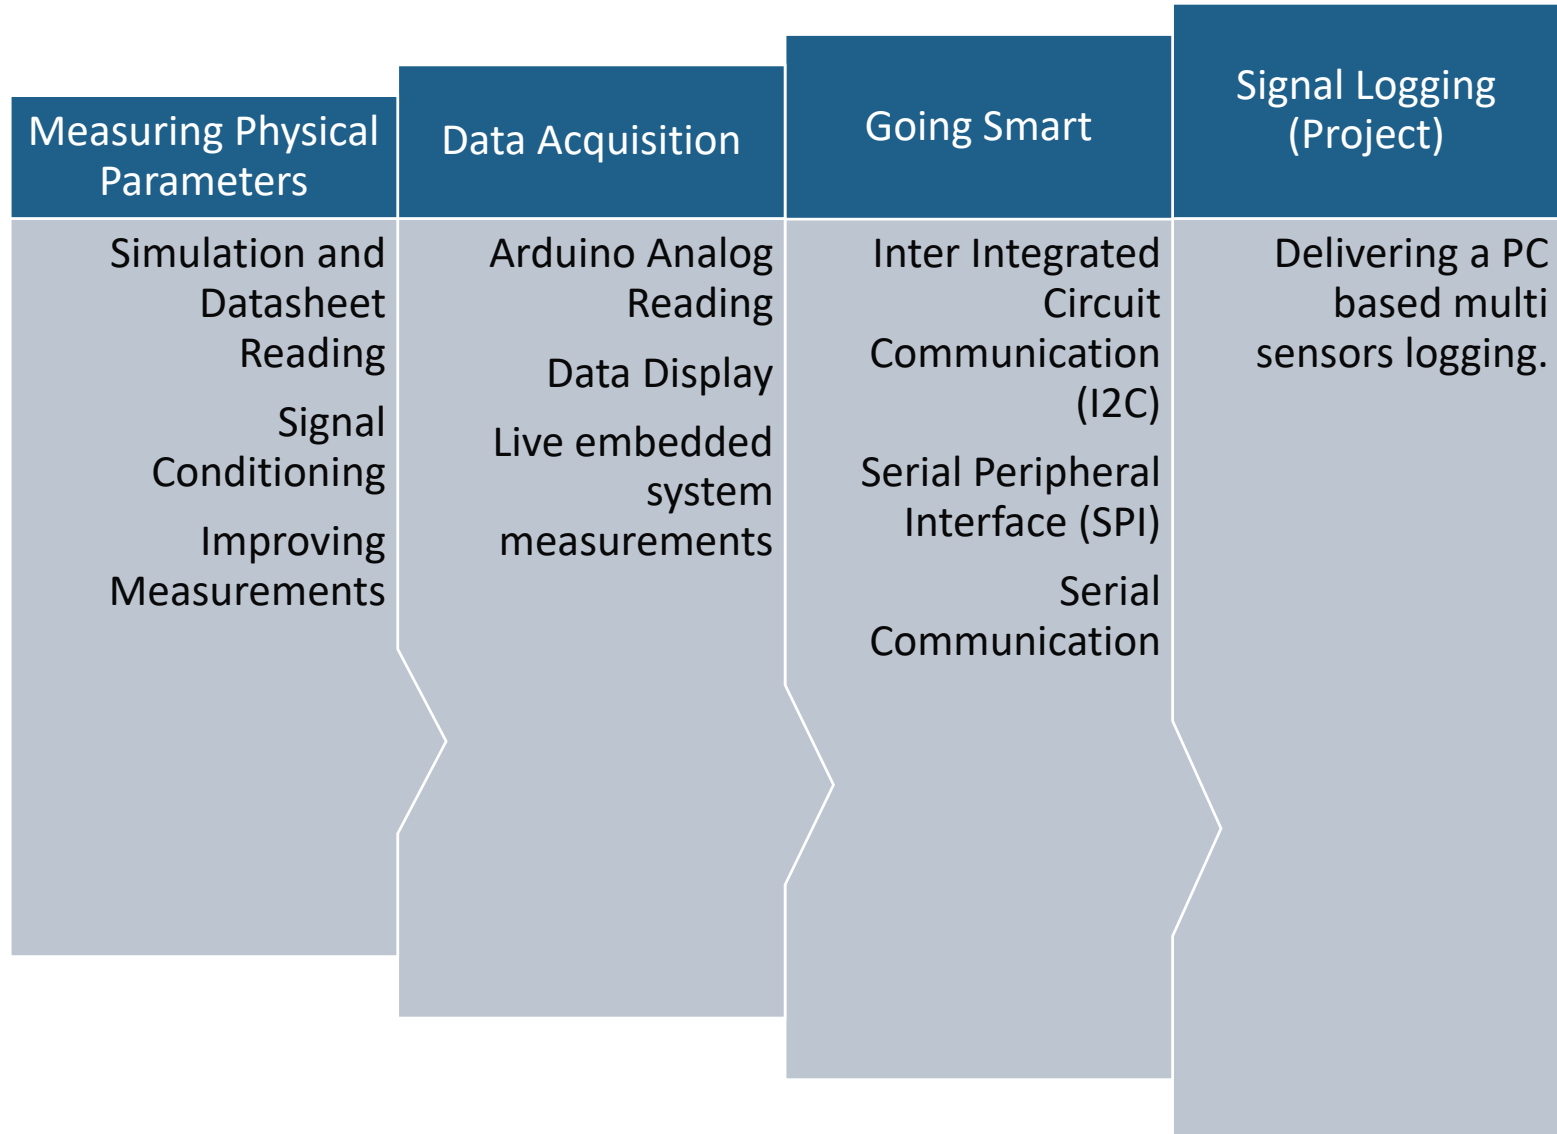 Measuring Physical
Parameters
Simulation and
Datasheet
Reading
Signal
Conditioning
Improving
Measurements
Data Acquisition
Arduino Analog
Reading
Data Display
Live embedded
system
measurements
Going Smart
Inter Integrated
Circuit
Communication
(I2C)
Serial Peripheral
Interface (SPI)
Serial
Communication
Signal Logging
(Project)
Delivering a PC
based multi
sensors logging.